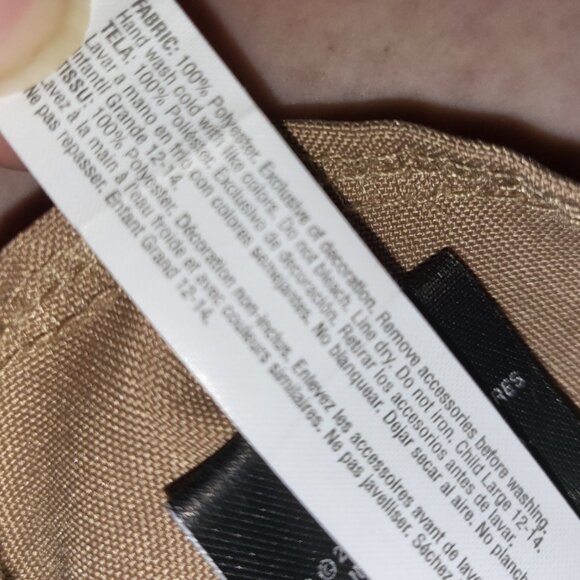 FABRIC: 100% Polyester. Exclusive of decoration. Remove accessories before washing.
Hand wash cold with like colors. Do not bleach. Line dry. Do not iron. Child Large 12-14.
TELA: 100% Poliéster. Exclusivo de decoración. Retirar los accesorios antes de lavar.
Lavar a mano en frío con colores semejantes. No blanquear. Dejar secar al aire. No planch
Infantil Grande 12-14.
TISSU: 100% Polyester. Décoration non-inclus. Enlevez les accessoires avant de lave
Lavez à la main à l'eau froide et avec couleurs similaires. Ne pas javelliser. Séchez
Ne pas repasser. Enfant Grand 12-14.
RES